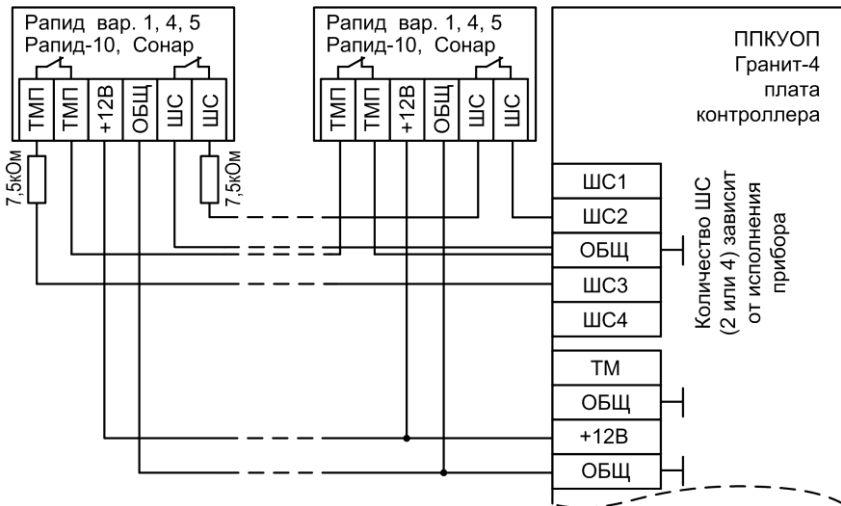 Рапид вар. 1, 4, 5
Рапид-10, Сонар
ТМП
ТМП
+12В
ОБЩ
ШС
ШС
7,5кОм
7,5кОм
Рапид вар. 1, 4, 5
Рапид-10, Сонар
ТМП
ТМП
+12В
ОБЩ
ШС
ШС
ППКУОП
Гранит-4
плата
контроллера
ШС1
ШС2
ОБЩ
ШС3
ШС4
Количество ШС
(2 или 4) зависит
от исполнения
прибора
ТМ
ОБЩ
+12В
ОБЩ